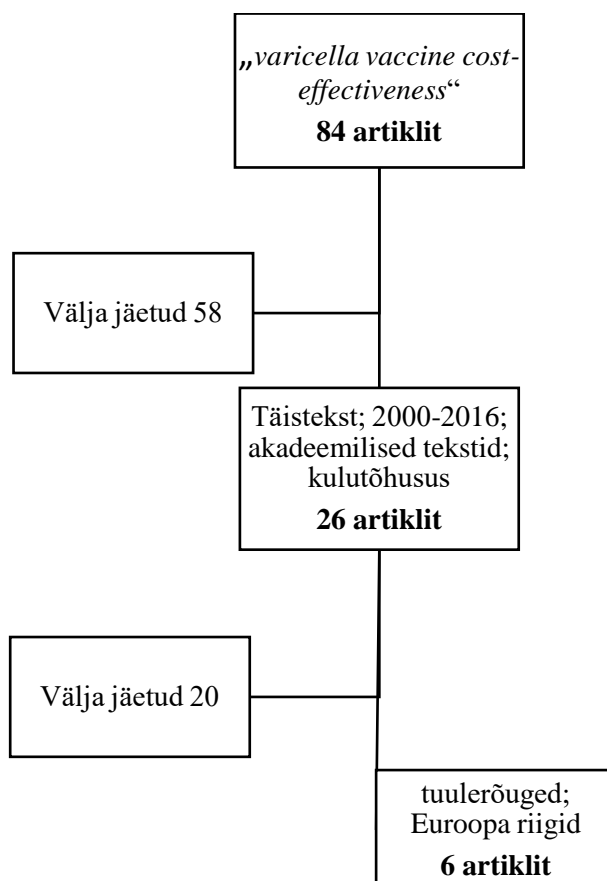 „varicella vaccine cost-
effectiveness“
84 artiklit
Välja jäetud 58
Täistekst; 2000-2016;
akadeemilised tekstid;
kulutõhusus
26 artiklit
Välja jäetud 20
tuulerõuged;
Euroopa riigid
6 artiklit